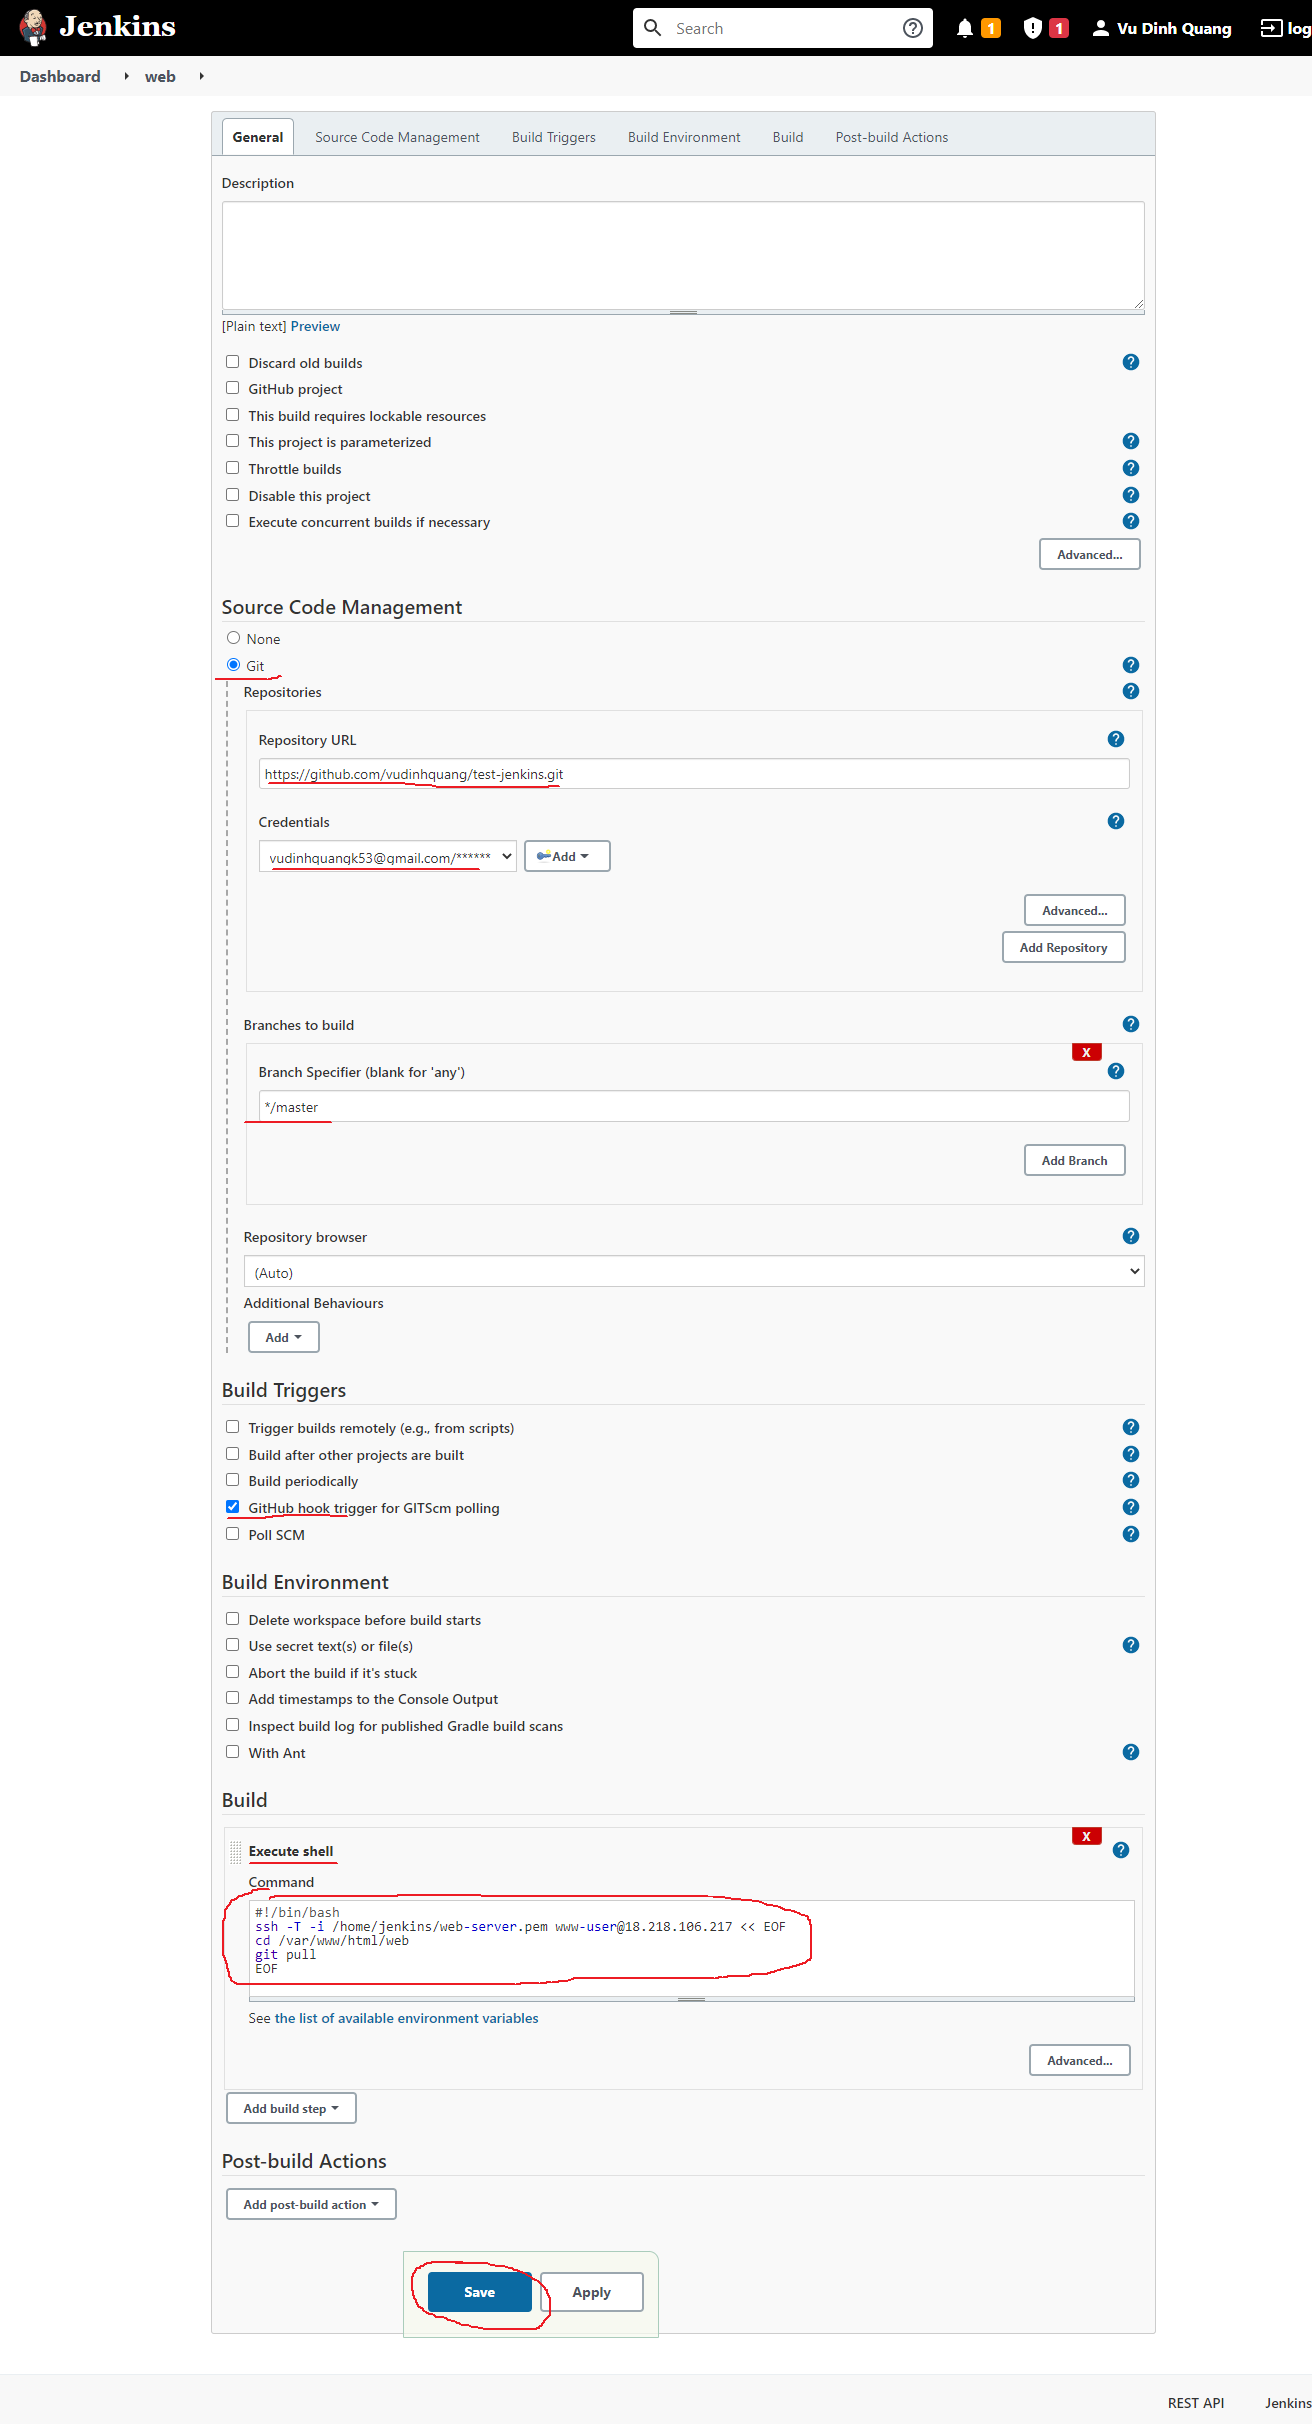 Jenkins
Search
1
1
Vu Dinh Quang
log
Dashboard
web
General
Source Code Management
Build Triggers
Build Environment
Build
Post-build Actions
Description
[Plain text] Preview
Discard old builds
GitHub project
This build requires lockable resources
This project is parameterized
Throttle builds
Disable this project
Execute concurrent builds if necessary
Advanced...
Source Code Management
None
Git
Repositories
Repository URL
https://github.com/vudinhquang/test-jenkins.git
Credentials
vudinhquangk53@gmail.com/******
Add
Advanced...
Add Repository
Branches to build
X
Branch Specifier (blank for 'any')
*/master
Add Branch
Repository browser
(Auto)
Additional Behaviours
Add
Build Triggers
Trigger builds remotely (e.g., from scripts)
Build after other projects are built
Build periodically
GitHub hook trigger for GITScm polling
Poll SCM
Build Environment
Delete workspace before build starts
Use secret text(s) or file(s)
Abort the build if it's stuck
Add timestamps to the Console Output
Inspect build log for published Gradle build scans
With Ant
Build
X
Execute shell
Command
#!/bin/bash
ssh -T -i /home/jenkins/web-server.pem www-user@18.218.106.217 << EOF
cd /var/www/html/web
git pull
EOF
See the list of available environment variables
Advanced...
Add build step
Post-build Actions
Add post-build action
Save
Apply
REST API
Jenkins